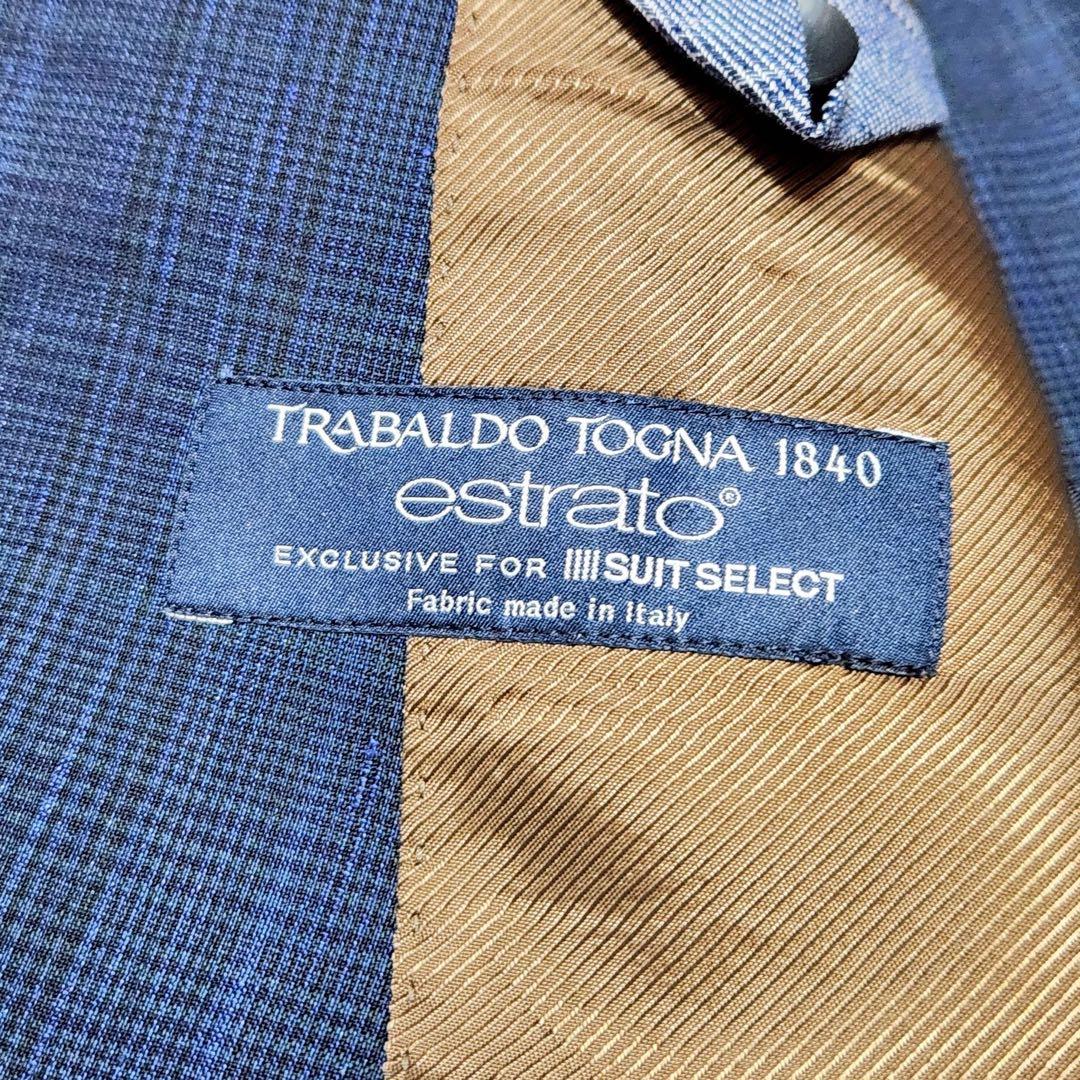 TRABALDO TOGNA 1840
estrato®
EXCLUSIVE FOR SUIT SELECT
Fabric made in Italy